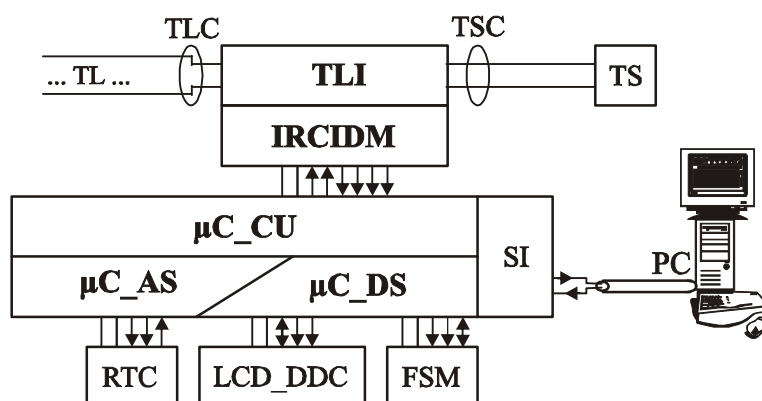 TLC
TSC
... TL ...
TLI
TS
IRCIDM
μC_CU
SI
PC
μC_AS
μC_DS
RTC
LCD_DDC
FSM